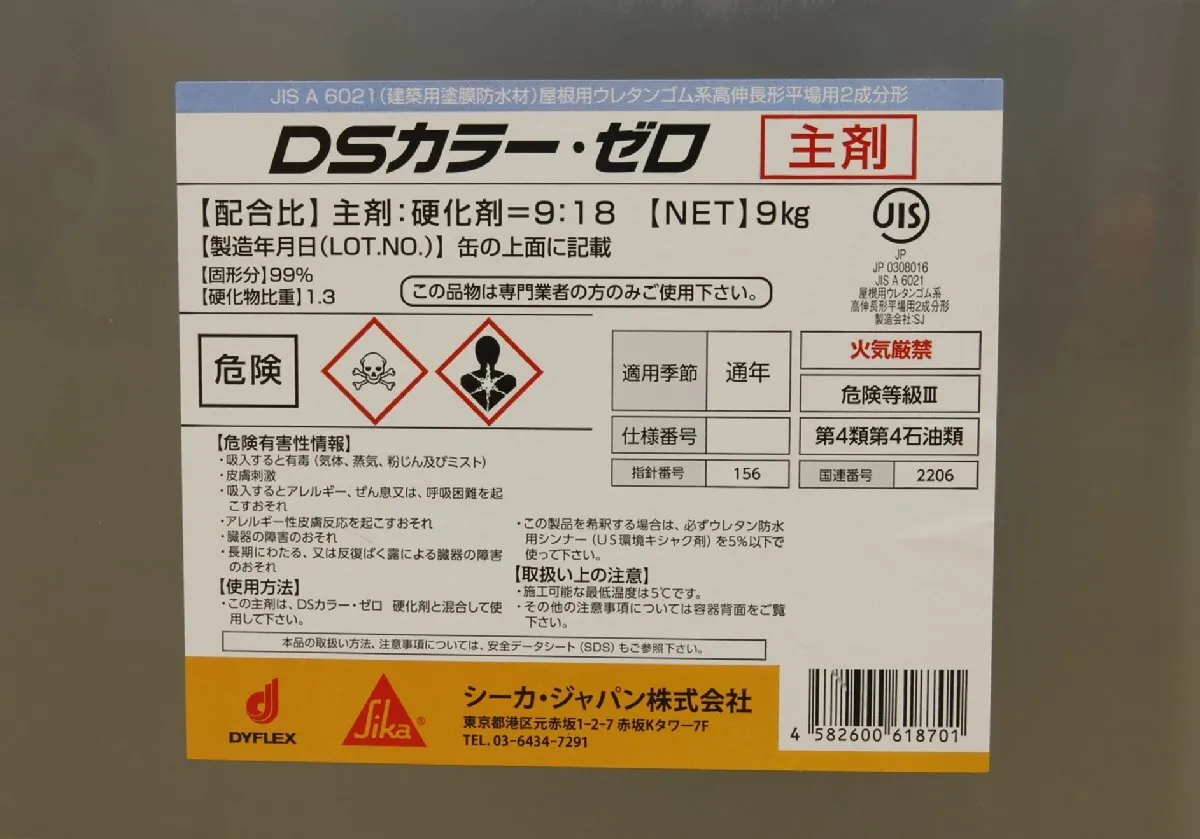 JIS A 6021(建築用塗膜防水材)屋根用ウレタンゴム系高伸長形平場用2成分形
DSカラー・ゼロ
主剤
【配合比】主剤：硬化剤＝9：18 【NET】9kg
【製造年月日(LOT.NO.)】缶の上面に記載
【固形分】99%
【硬化物比重】1.3
この品物は専門業者の方のみご使用下さい。
JIS
JP
JP 0308016
JIS A 6021
屋根用ウレタンゴム系
高伸長形平場用2成分形
製造会社:SJ
危険
適用季節 通年
仕様番号
指針番号 156
火気厳禁
危険等級Ⅲ
第4類第4石油類
国連番号 2206
【危険有害性情報】
・吸入すると有毒(気体、蒸気、粉じん及びミスト)
・皮膚刺激
・吸入するとアレルギー、ぜん息又は、呼吸困難を起
こすおそれ
・アレルギー性皮膚反応を起こすおそれ
・臓器の障害のおそれ
・長期にわたる、又は反復ばく露による臓器の障害
のおそれ
【使用方法】
・この主剤は、DSカラー・ゼロ 硬化剤と混合して使
用して下さい。
・この製品を希釈する場合は、必ずウレタン防水
用シンナー(US環境キシャク剤)を5%以下で
使って下さい。
【取扱い上の注意】
・施工可能な最低温度は5℃です。
・その他の注意事項については容器背面をご覧
下さい。
本品の取扱い方法、注意事項については、安全データシート(SDS)もご参照下さい。
DYFLEX
Sika®
シーカ・ジャパン株式会社
東京都港区元赤坂1-2-7 赤坂Kタワー7F
TEL. 03-6434-7291
4 582600 618701